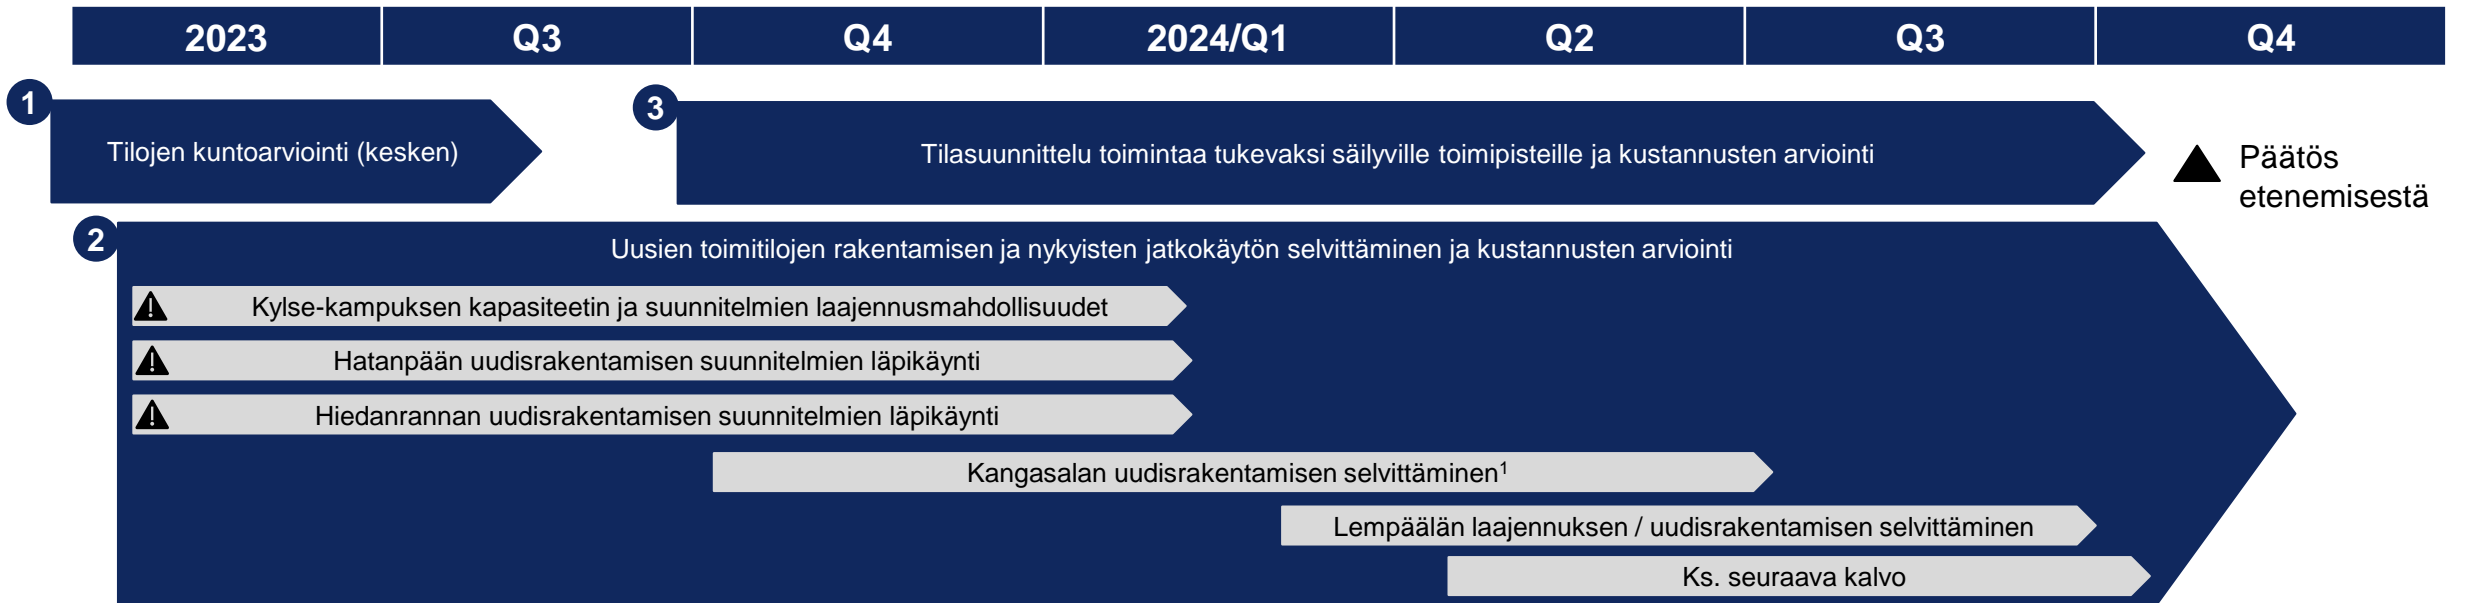 2023 Q3 Q4 2024/Q1 Q2 Q3 Q4
1
Tilojen kuntoarviointi (kesken)
3
Tilasuunnittelu toimintaa tukevaksi säilyville toimipisteille ja kustannusten arviointi
Päätös
etenemisestä
2
Uusien toimitilojen rakentamisen ja nykyisten jatkokäytön selvittäminen ja kustannusten arviointi
Kylse-kampuksen kapasiteetin ja suunnitelmien laajennusmahdollisuudet
Hatanpään uudisrakentamisen suunnitelmien läpikäynti
Hiedanrannan uudisrakentamisen suunnitelmien läpikäynti
Kangasalan uudisrakentamisen selvittäminen¹
Lempäälän laajennuksen / uudisrakentamisen selvittäminen
Ks. seuraava kalvo